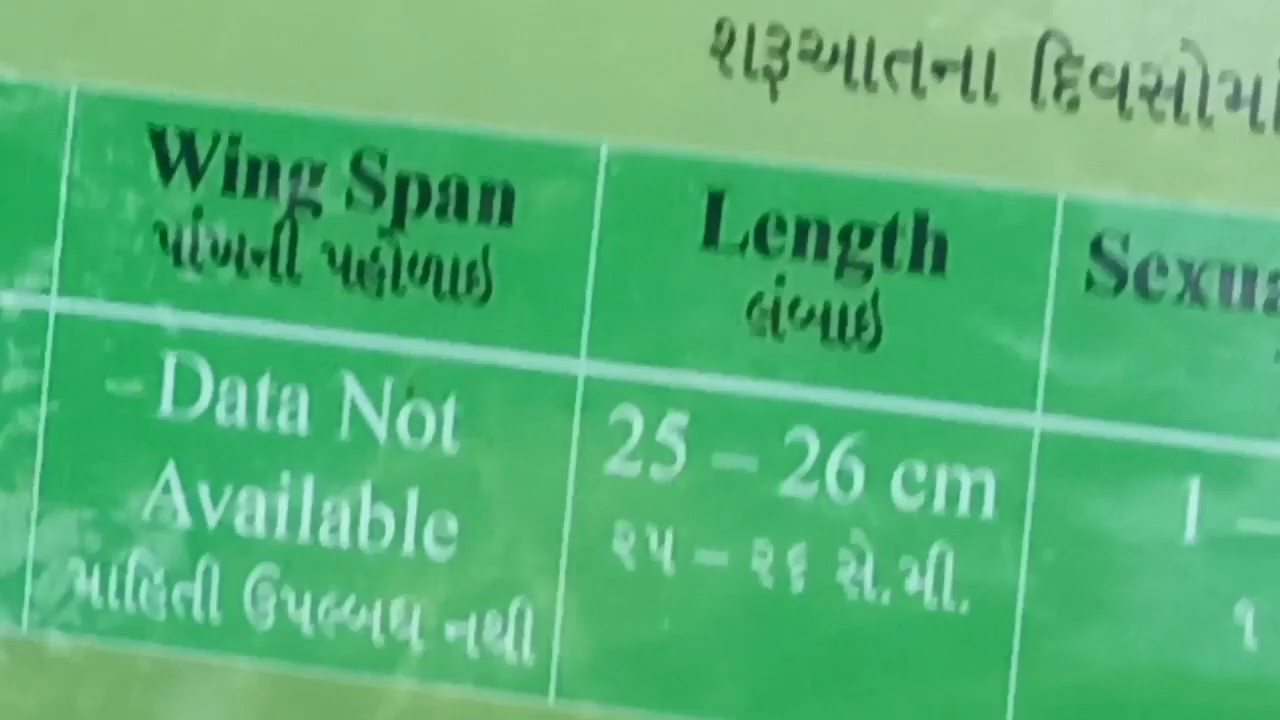 શરૂઆતના દિવસોમાં
Wing Span
પાંખની પહોળાઇ
Length
લંબાઇ
Sexua
– Data Not
Available
માહિતી ઉપલબ્ધ નથી
25 – 26 cm
૨૫ – ૨૬ સે.મી.
1 –
૧